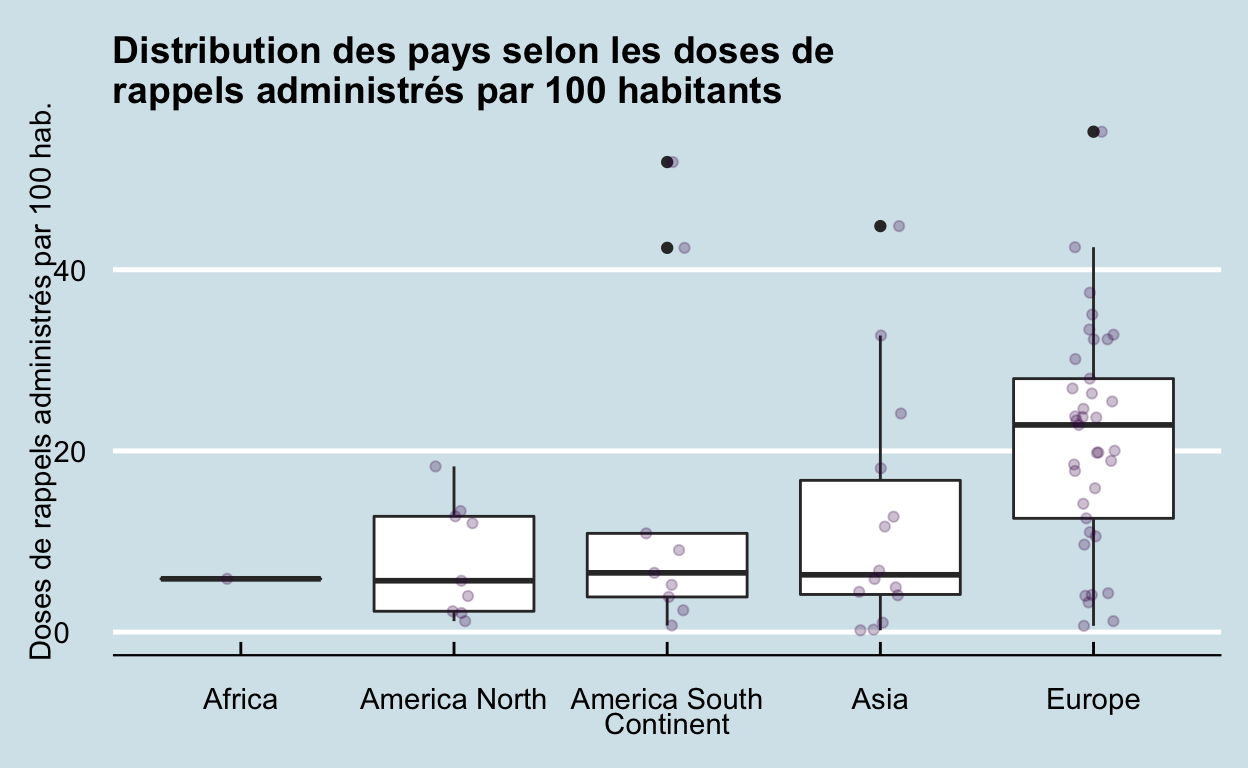 Distribution des pays selon les doses de
rappels administrés par 100 habitants
Doses de rappels administrés par 100 hab.
40
20
0
Africa
America North
America South
Asia
Europe
Continent